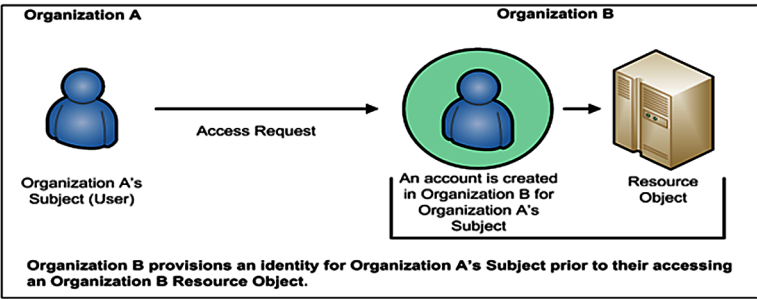 Organization A
Organization B
Access Request
Organization A's
Subject (User)
An account is created
in Organization B for
Organization A's
Subject
Resource
Object
Organization B provisions an identity for Organization A's Subject prior to their accessing
an Organization B Resource Object.